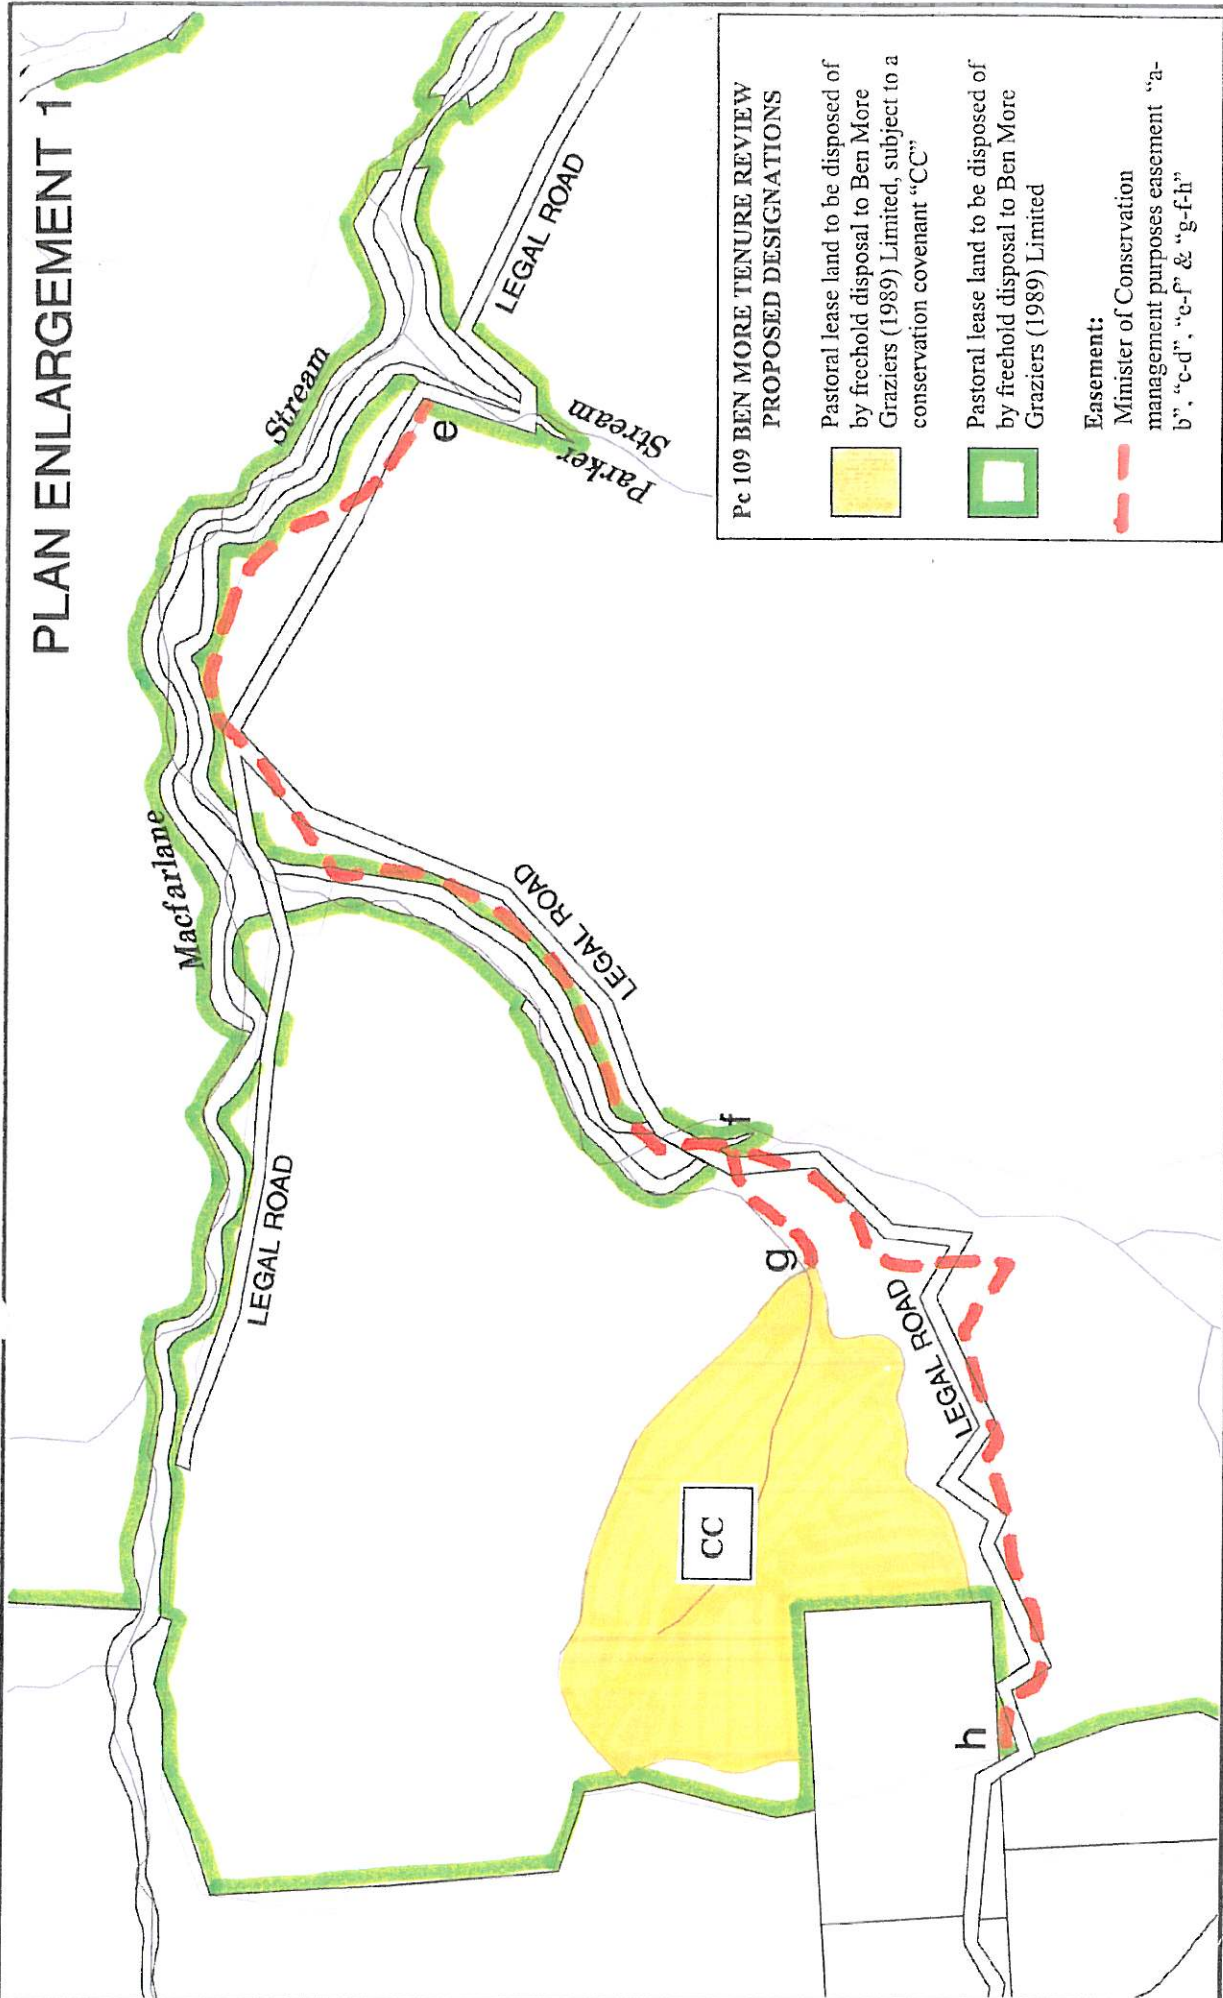 PLAN ENLARGEMENT 1
Macfarlane
Stream
LEGAL ROAD
LEGAL ROAD
LEGAL ROAD
LEGAL ROAD
Parker
Stream
e
f
g
h
CC
Pc 109 BEN MORE TENURE REVIEW
PROPOSED DESIGNATIONS
Pastoral lease land to be disposed of
by freehold disposal to Ben More
Graziers (1989) Limited, subject to a
conservation covenant “CC”
Pastoral lease land to be disposed of
by freehold disposal to Ben More
Graziers (1989) Limited
Easement:
Minister of Conservation
management purposes easement “a-
b”, “c-d”, “e-f” & “g-f-h”